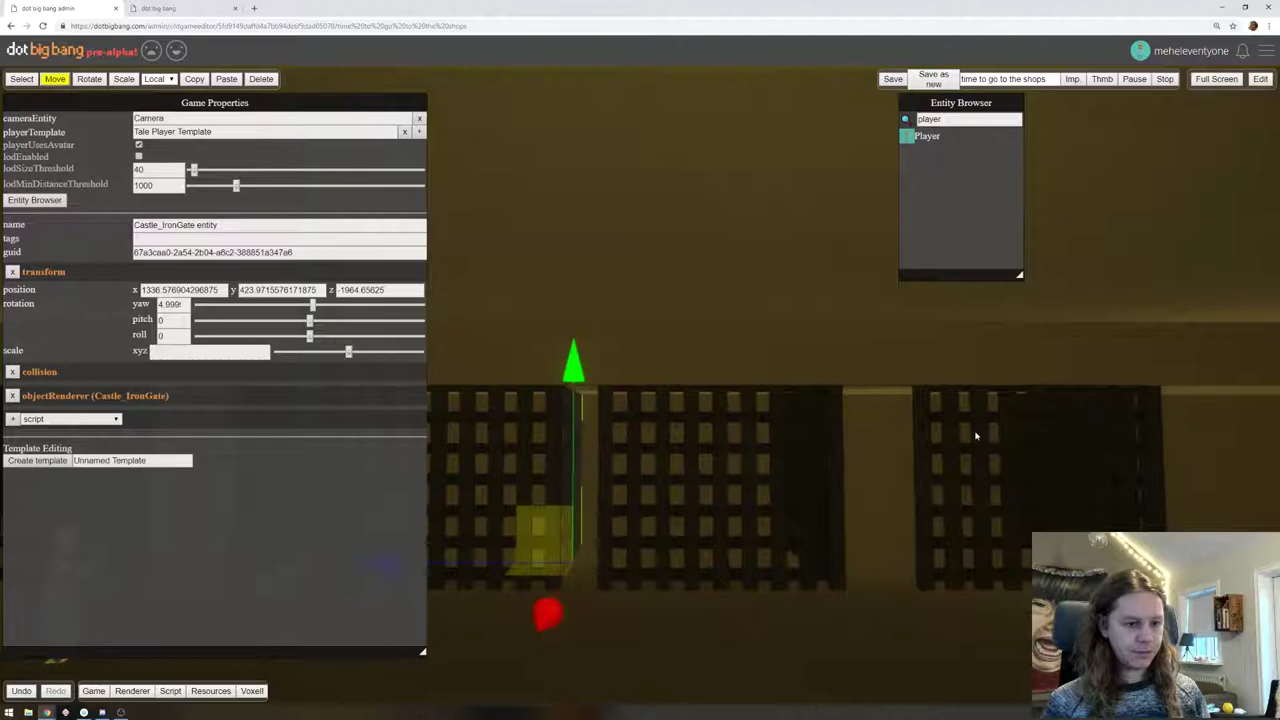 dot big bang admin
dot big bang
https://dotbigbang.com/admin/oldgameeditor/5fd9149daffd4a7b694de6f9dad85078/time%20to%20go%20to%20the%20shops
dot big bang pre-alpha!
meheleventyone
Select Move Rotate Scale Local Copy Paste Delete
Save Save as new time to go to the shops Imp. Thmb Pause Stop Full Screen Edit
Game Properties
cameraEntity Camera x
playerTemplate Tale Player Template x +
playerUsesAvatar
lodEnabled
lodSizeThreshold 40
lodMinDistanceThreshold 1000
Entity Browser
name Castle_IronGate entity
tags
guid 67a3caa0-2a54-2b04-a6c2-388851a347a6
x transform
position x 1336.576904296875 y 423.9715576171875 z -1964.65625
rotation yaw 4.999
pitch 0
roll 0
scale xyz
x collision
x objectRenderer (Castle_IronGate)
+ script
Template Editing
Create template Unnamed Template
Undo Redo Game Renderer Script Resources Voxell
Entity Browser
player
Player